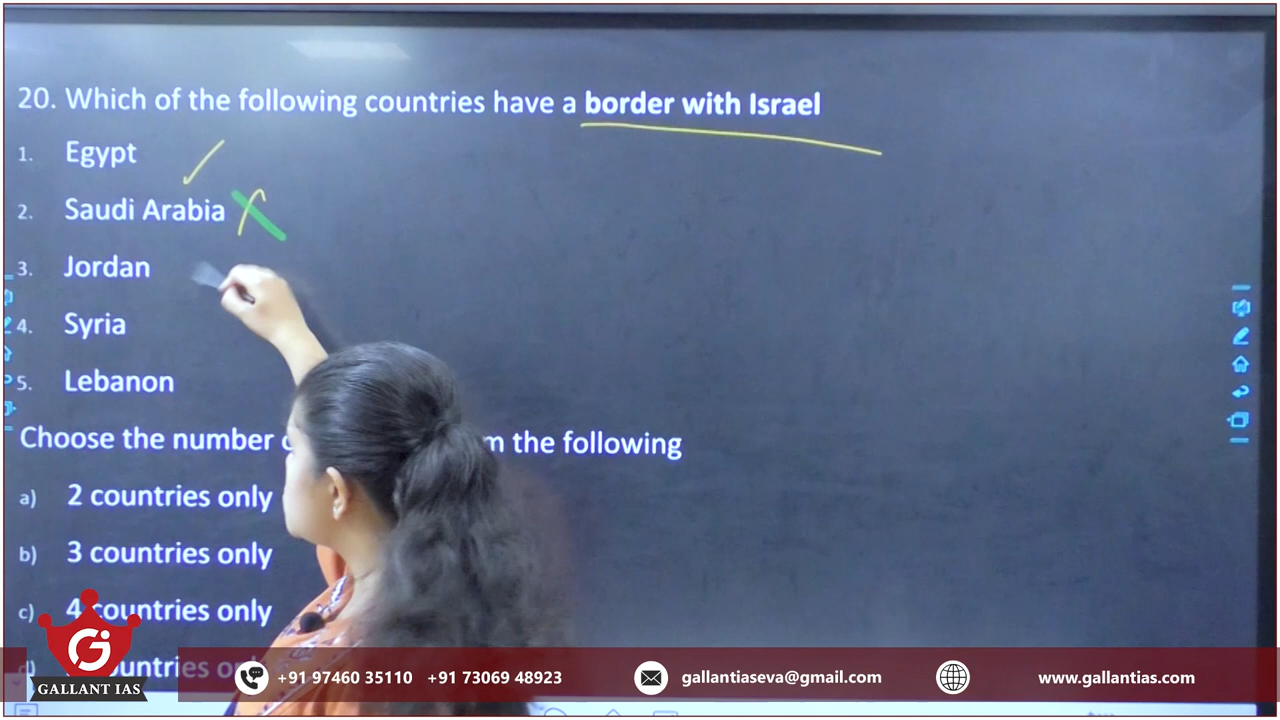 20. Which of the following countries have a border with Israel
1. Egypt
2. Saudi Arabia
3. Jordan
4. Syria
5. Lebanon
Choose the number the following
a) 2 countries only
b) 3 countries only
c) 4 countries only
d)
GALLANT IAS
+91 97460 35110 +91 73069 48923 gallantiaseva@gmail.com www.gallantias.com